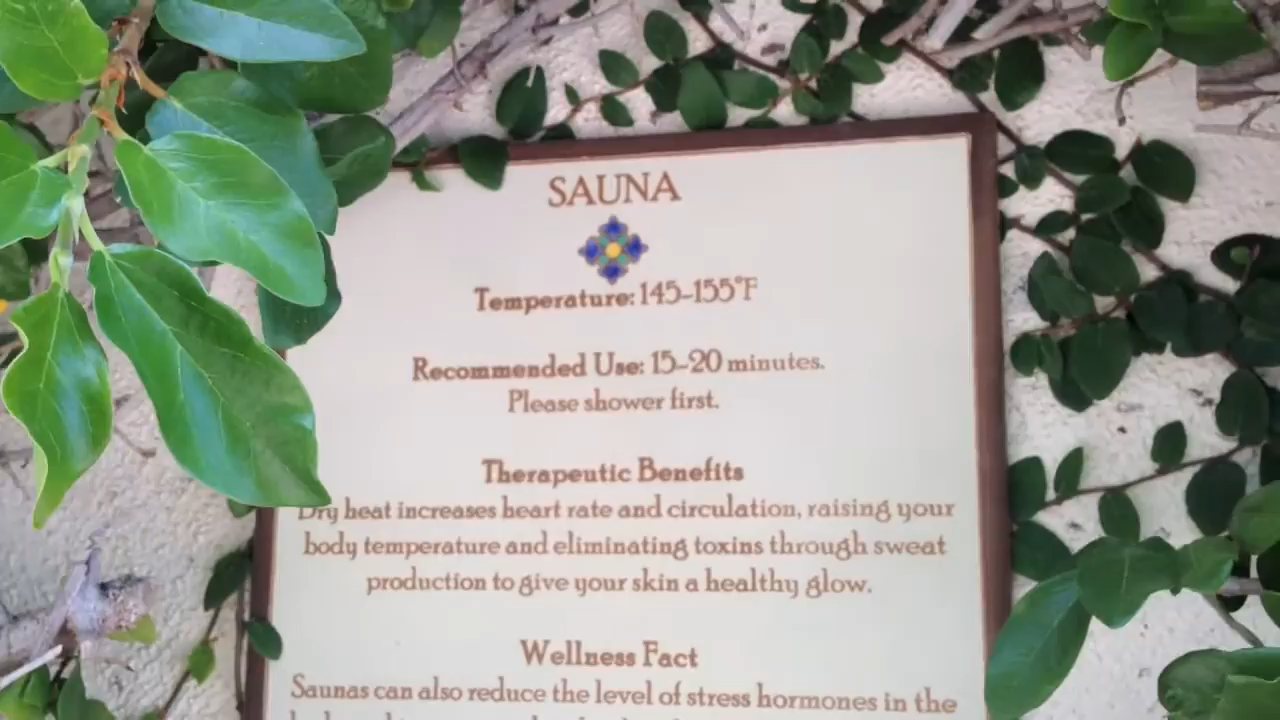 SAUNA
Temperature: 145-155°F
Recommended Use: 15-20 minutes.
Please shower first.
Therapeutic Benefits
Dry heat increases heart rate and circulation, raising your
body temperature and eliminating toxins through sweat
production to give your skin a healthy glow.
Wellness Fact
Saunas can also reduce the level of stress hormones in the